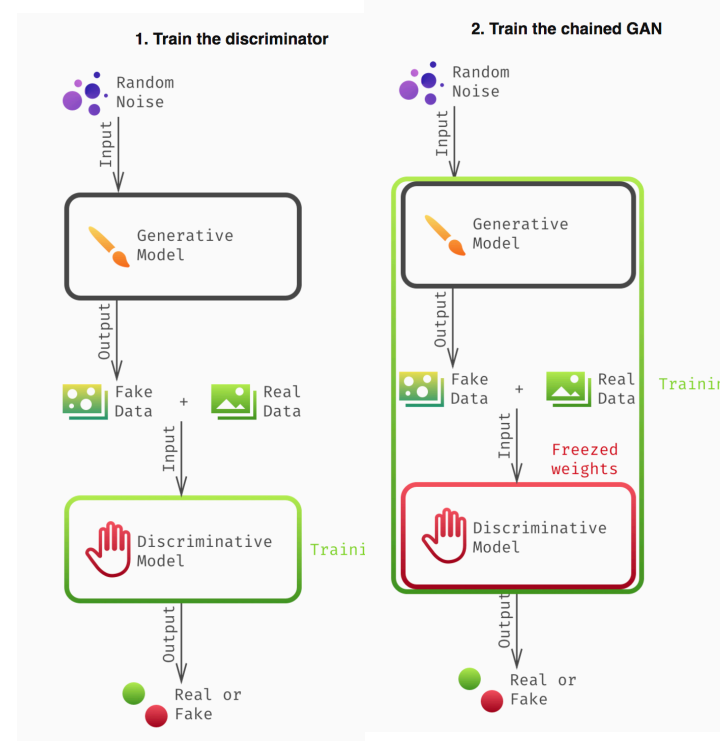 1. Train the discriminator
Random
Noise
Input
Generative
Model
Output
Fake
Data
+
Real
Data
Input
Discriminative
Model
Traini
Output
Real or
Fake
2. Train the chained GAN
Random
Noise
Input
Generative
Model
Output
Fake
Data
+
Real
Data
Trainin
Input
Freezed
weights
Discriminative
Model
Output
Real or
Fake